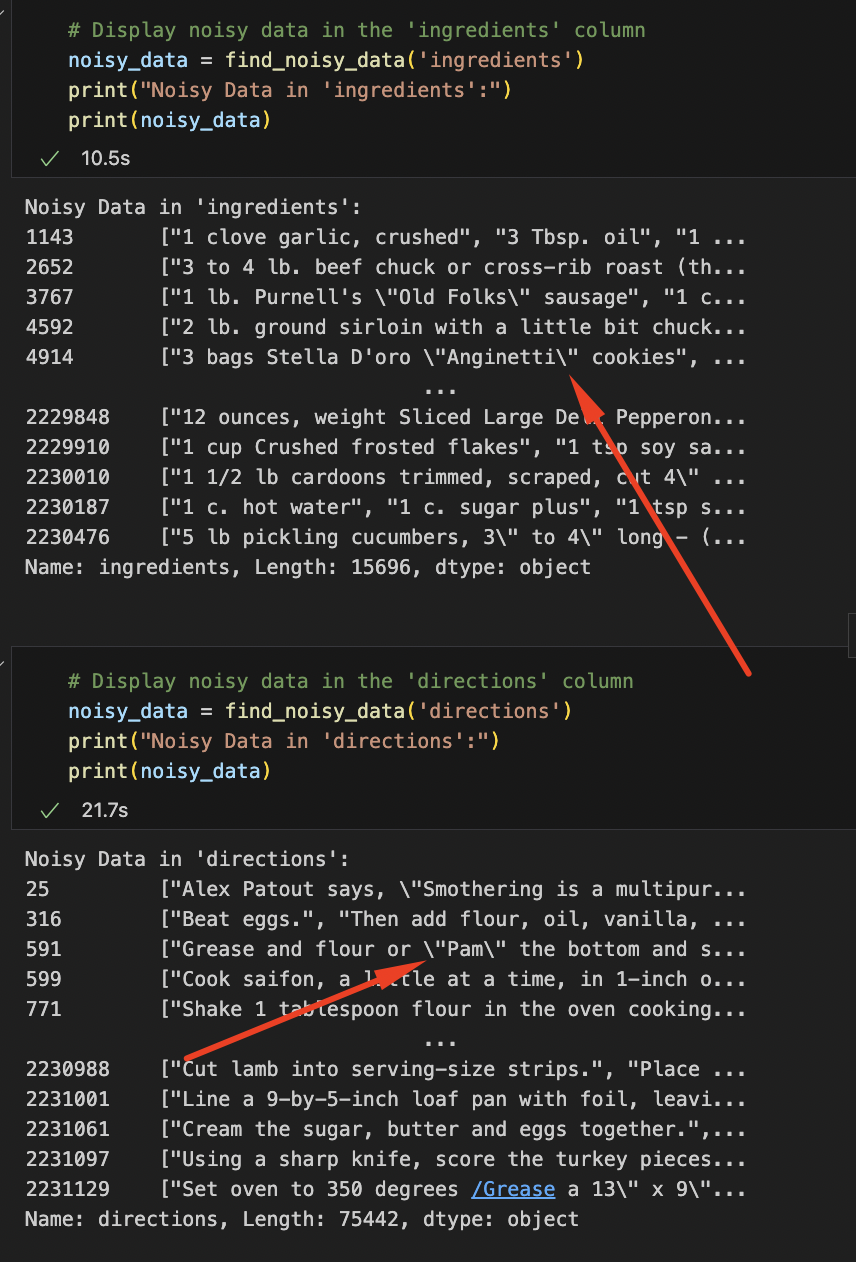 # Display noisy data in the 'ingredients' column
noisy_data = find_noisy_data('ingredients')
print("Noisy Data in 'ingredients':")
print(noisy_data)
10.5s
Noisy Data in 'ingredients':
1143 ["1 clove garlic, crushed", "3 Tbsp. oil", "1 ...
2652 ["3 to 4 lb. beef chuck or cross-rib roast (th...
3767 ["1 lb. Purnell's \"Old Folks\" sausage", "1 c...
4592 ["2 lb. ground sirloin with a little bit chuck...
4914 ["3 bags Stella D'oro \"Anginetti\" cookies", ...
...
2229848 ["12 ounces, weight Sliced Large Deli Pepperon...
2229910 ["1 cup Crushed frosted flakes", "1 tsp soy sa...
2230010 ["1 1/2 lb cardoons trimmed, scraped, cut 4\" ...
2230187 ["1 c. hot water", "1 c. sugar plus", "1 tsp s...
2230476 ["5 lb pickling cucumbers, 3\" to 4\" long - (...
Name: ingredients, Length: 15696, dtype: object
# Display noisy data in the 'directions' column
noisy_data = find_noisy_data('directions')
print("Noisy Data in 'directions':")
print(noisy_data)
21.7s
Noisy Data in 'directions':
25 ["Alex Patout says, \"Smothering is a multipur...
316 ["Beat eggs.", "Then add flour, oil, vanilla, ...
591 ["Grease and flour or \"Pam\" the bottom and s...
599 ["Cook saifon, a little at a time, in 1-inch o...
771 ["Shake 1 tablespoon flour in the oven cooking...
...
2230988 ["Cut lamb into serving-size strips.", "Place ...
2231001 ["Line a 9-by-5-inch loaf pan with foil, leavi...
2231061 ["Cream the sugar, butter and eggs together.",...
2231097 ["Using a sharp knife, score the turkey pieces...
2231129 ["Set oven to 350 degrees /Grease a 13\" x 9\"...
Name: directions, Length: 75442, dtype: object